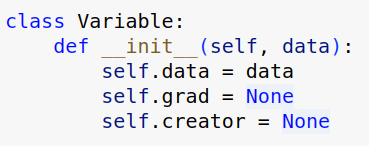 class Variable:
    def __init__(self, data):
        self.data = data
        self.grad = None
        self.creator = None